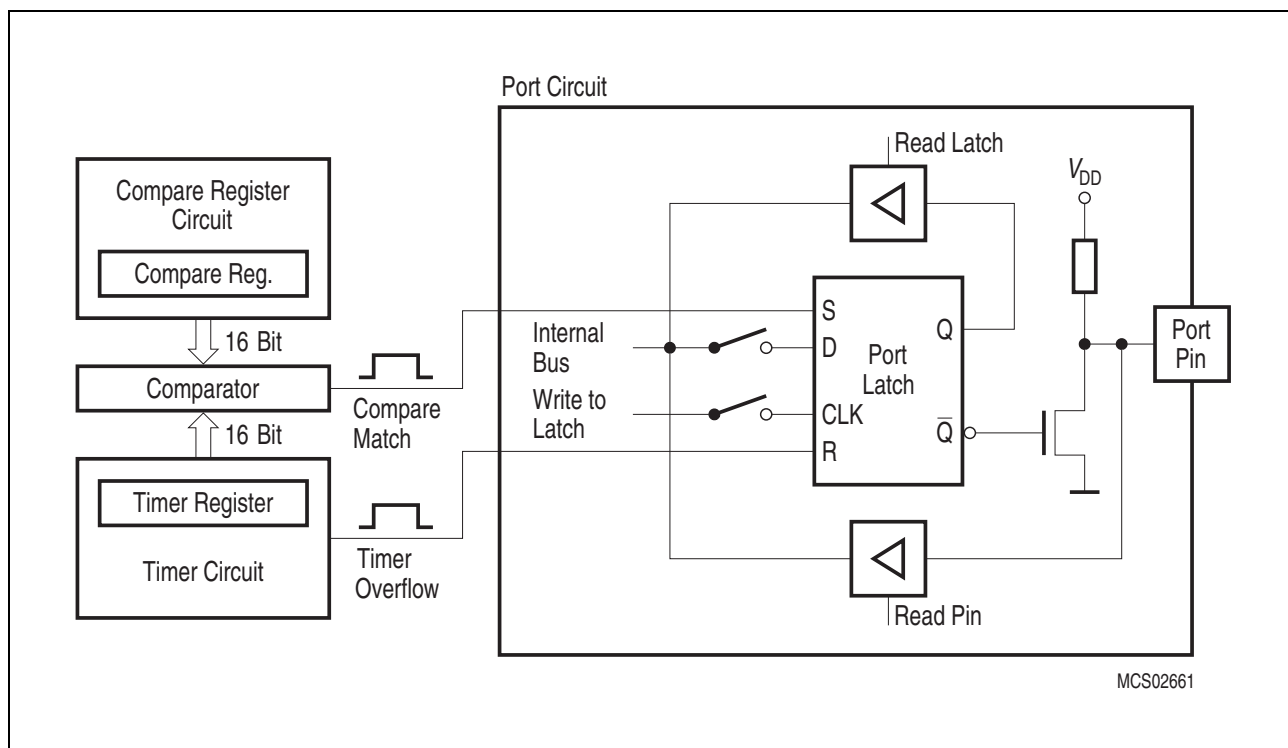 Port Circuit
Read Latch
V_DD
Compare Register
Circuit
Compare Reg.
16 Bit
Comparator
16 Bit
Timer Register
Timer Circuit
Compare
Match
Timer
Overflow
Internal
Bus
Write to
Latch
S
D
CLK
R
Port
Latch
Q
Q̅
Port
Pin
Read Pin
MCS02661